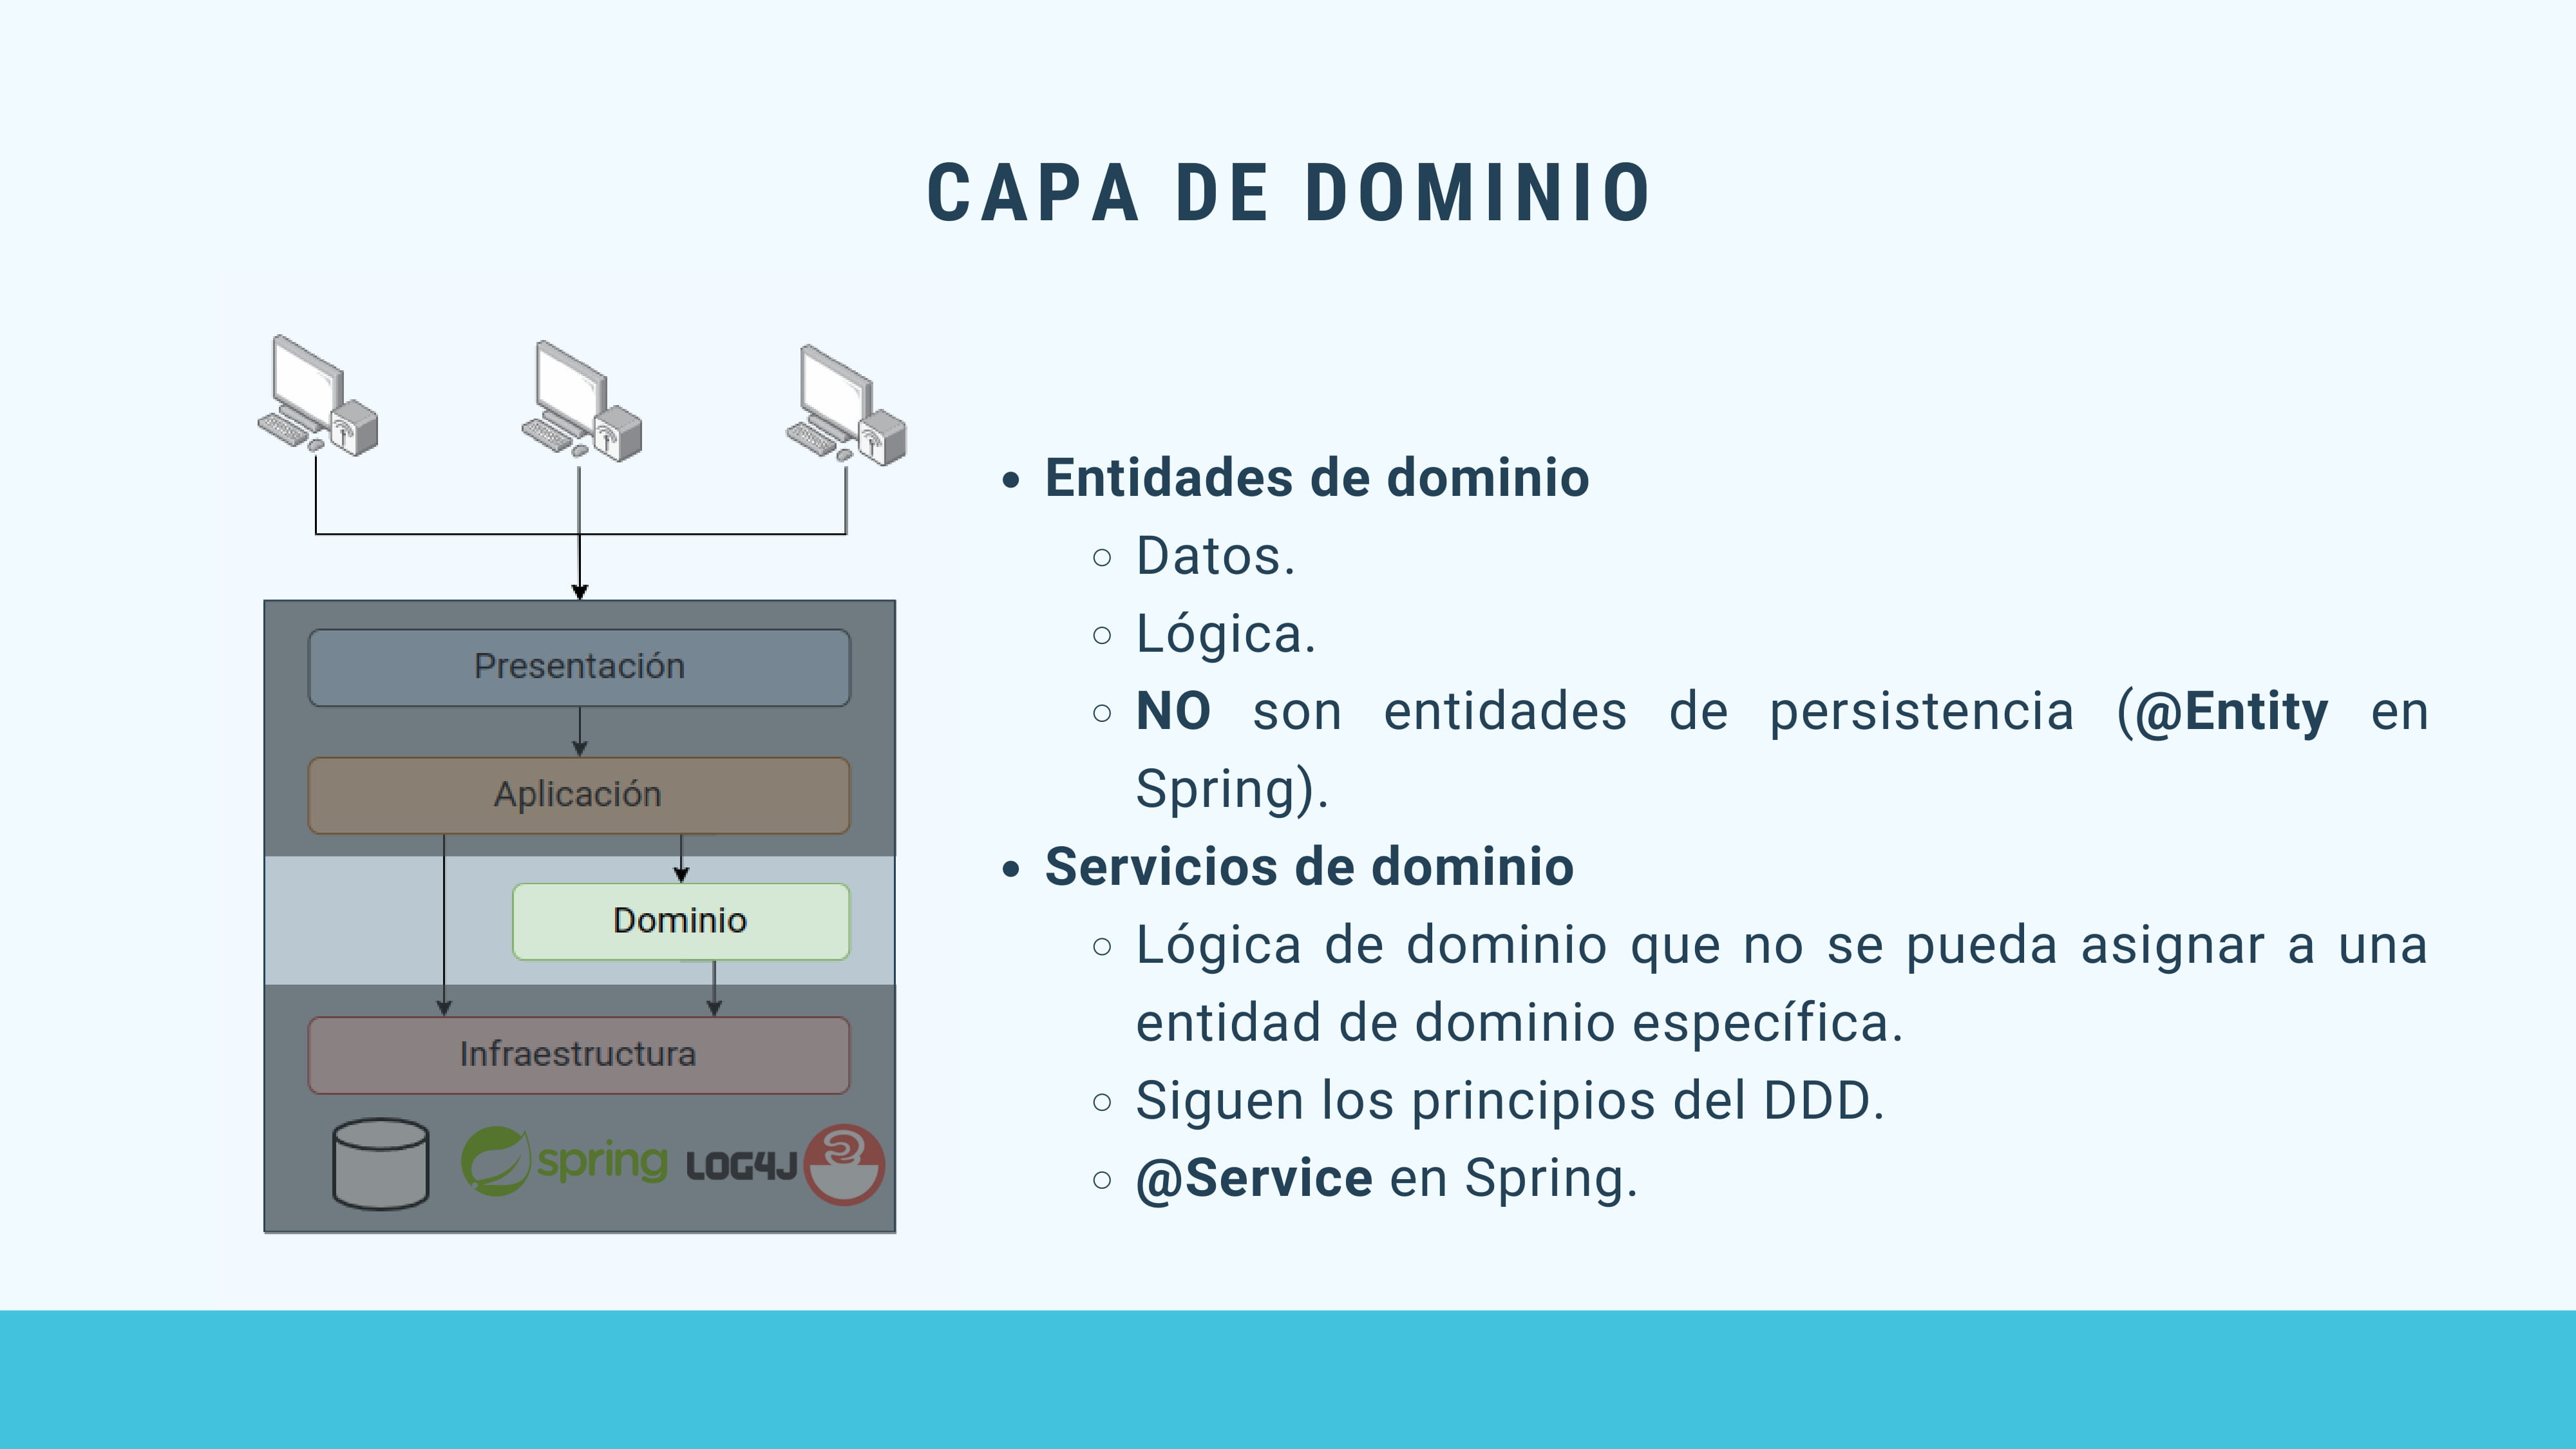 CAPA DE DOMINIO
Presentación
Aplicación
Dominio
Infraestructura
spring
LOG4J
• Entidades de dominio
○ Datos.
○ Lógica.
○ NO son entidades de persistencia (@Entity en
Spring).
• Servicios de dominio
○ Lógica de dominio que no se pueda asignar a una
entidad de dominio específica.
○ Siguen los principios del DDD.
○ @Service en Spring.